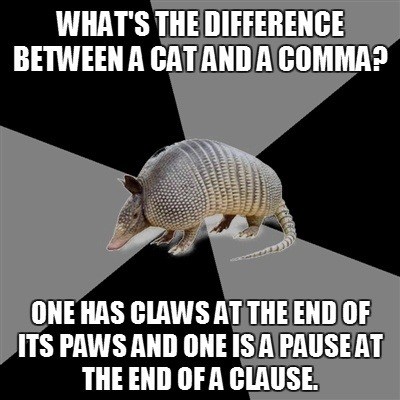 WHAT'S THE DIFFERENCE
BETWEEN A CAT AND A COMMA?
ONE HAS CLAWS AT THE END OF
ITS PAWS AND ONE IS A PAUSE AT
THE END OF A CLAUSE.